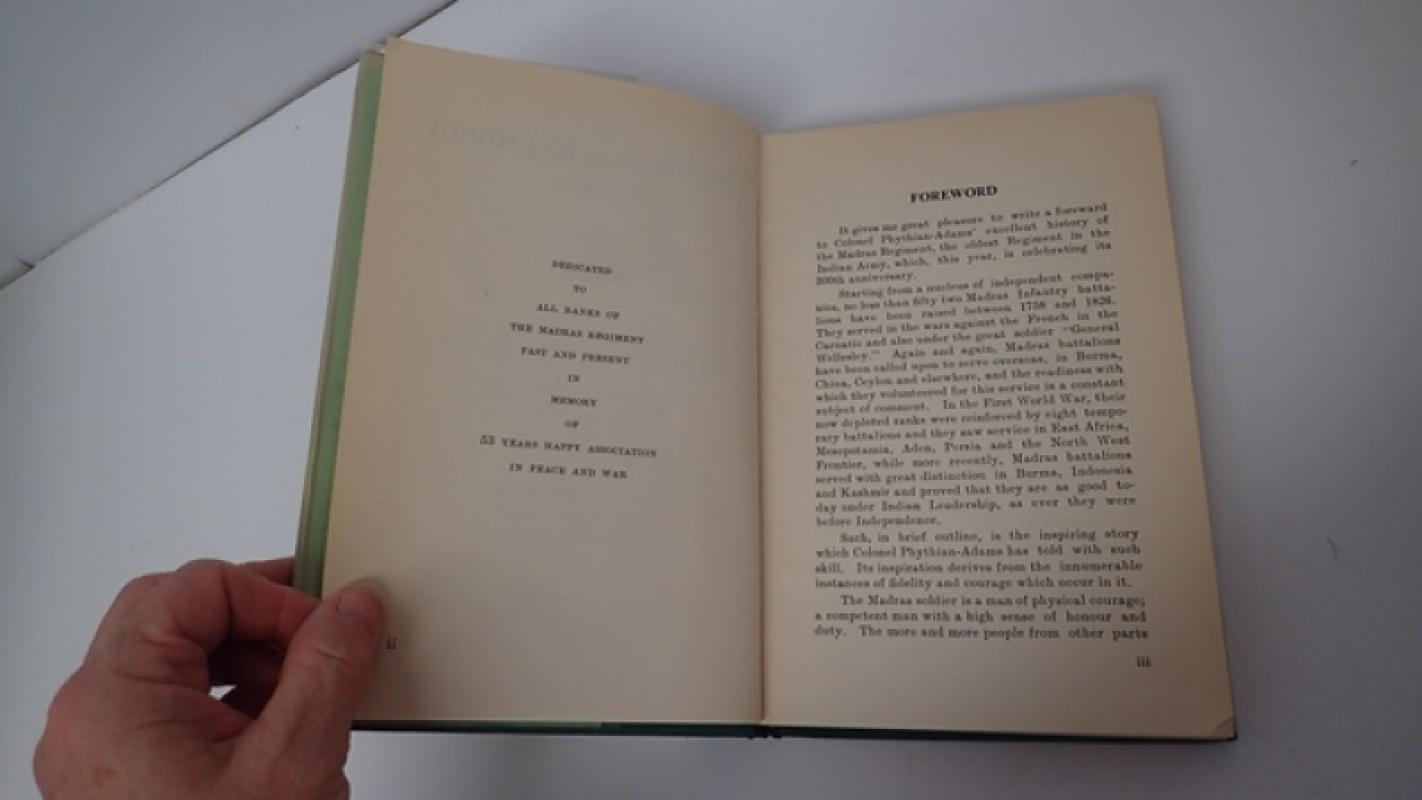 DEDICATED
TO
ALL RANKS OF
THE MADRAS REGIMENT
PAST AND PRESENT
IN
MEMORY
OF
53 YEARS HAPPY ASSOCIATION
IN PEACE AND WAR
ii
FOREWORD
It gives me great pleasure to write a foreward
to Colonel Phythian-Adams' excellent history of
the Madras Regiment, the oldest Regiment in the
Indian Army, which, this year, is celebrating its
200th anniversary.
Starting from a nucleus of independent compa-
nies, no less than fifty two Madras Infantry batta-
lions have been raised between 1758 and 1826.
They served in the wars against the French in the
Carnatic and also under the great soldier "General
Wellesley." Again and again, Madras battalions
have been called upon to serve overseas, in Burma,
China, Ceylon and elsewhere, and the readiness with
which they volunteered for this service is a constant
subject of comment. In the First World War, their
now depleted ranks were reinforced by eight tempo-
rary battalions and they saw service in East Africa,
Mesopotamia, Aden, Persia and the North West
Frontier, while more recently, Madras battalions
served with great distinction in Burma, Indonesia
and Kashmir and proved that they are as good to-
day under Indian Leadership, as ever they were
before Independence.
Such, in brief outline, is the inspiring story
which Colonel Phythian-Adams has told with such
skill. Its inspiration derives from the innumerable
instances of fidelity and courage which occur in it.
The Madras soldier is a man of physical courage;
a competent man with a high sense of honour and
duty. The more and more people from other parts
iii